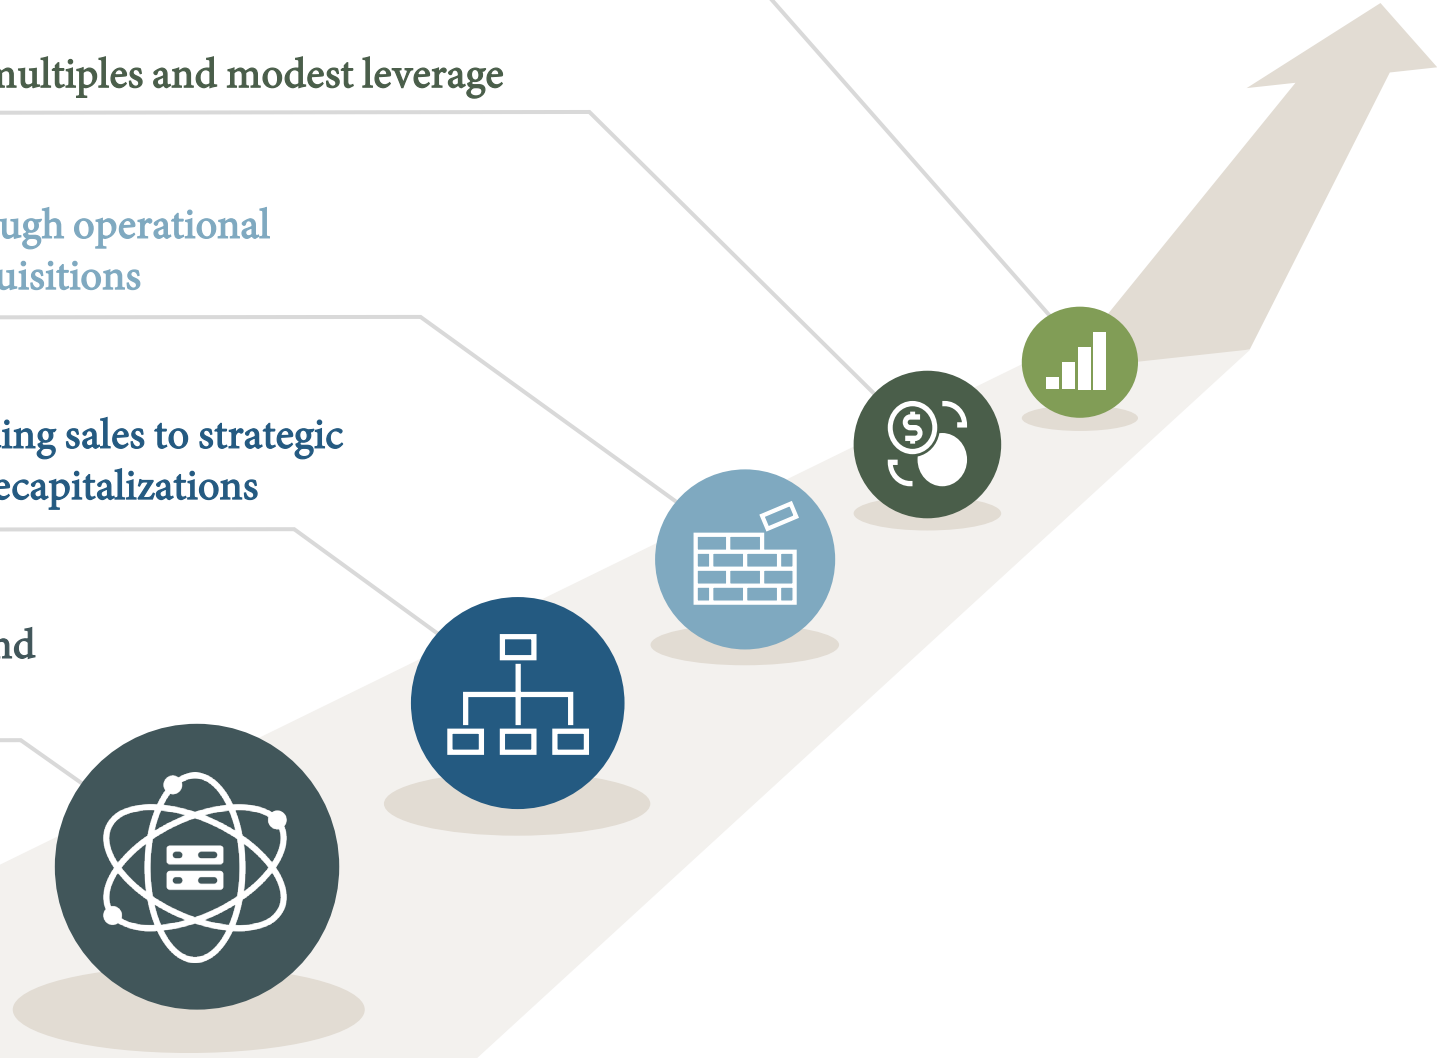 multiples and modest leverage
ugh operational
uisitions
ing sales to strategic
ecapitalizations
nd
$